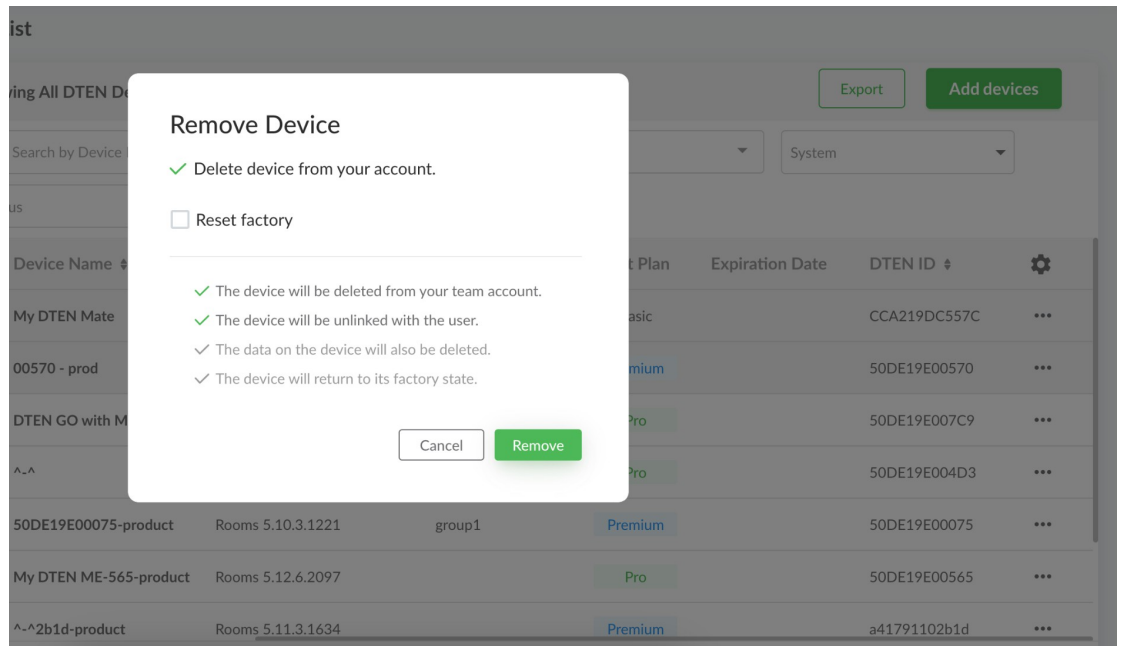 ist
ving All DTEN De
Export
Add devices
Remove Device
Delete device from your account.
Search by Device
System
us
Reset factory
Device Name
t Plan
Expiration Date
DTEN ID
The device will be deleted from your team account.
My DTEN Mate
asic
CCA219DC557C
The device will be unlinked with the user.
The data on the device will also be deleted.
00570 - prod
mium
50DE19E00570
The device will return to its factory state.
DTEN GO with M
Pro
50DE19E007C9
Cancel
Remove
^-^
Pro
50DE19E004D3
50DE19E00075-product
Rooms 5.10.3.1221
group1
Premium
50DE19E00075
My DTEN ME-565-product
Rooms 5.12.6.2097
Pro
50DE19E00565
^-^2b1d-product
Rooms 5.11.3.1634
Premium
a41791102b1d